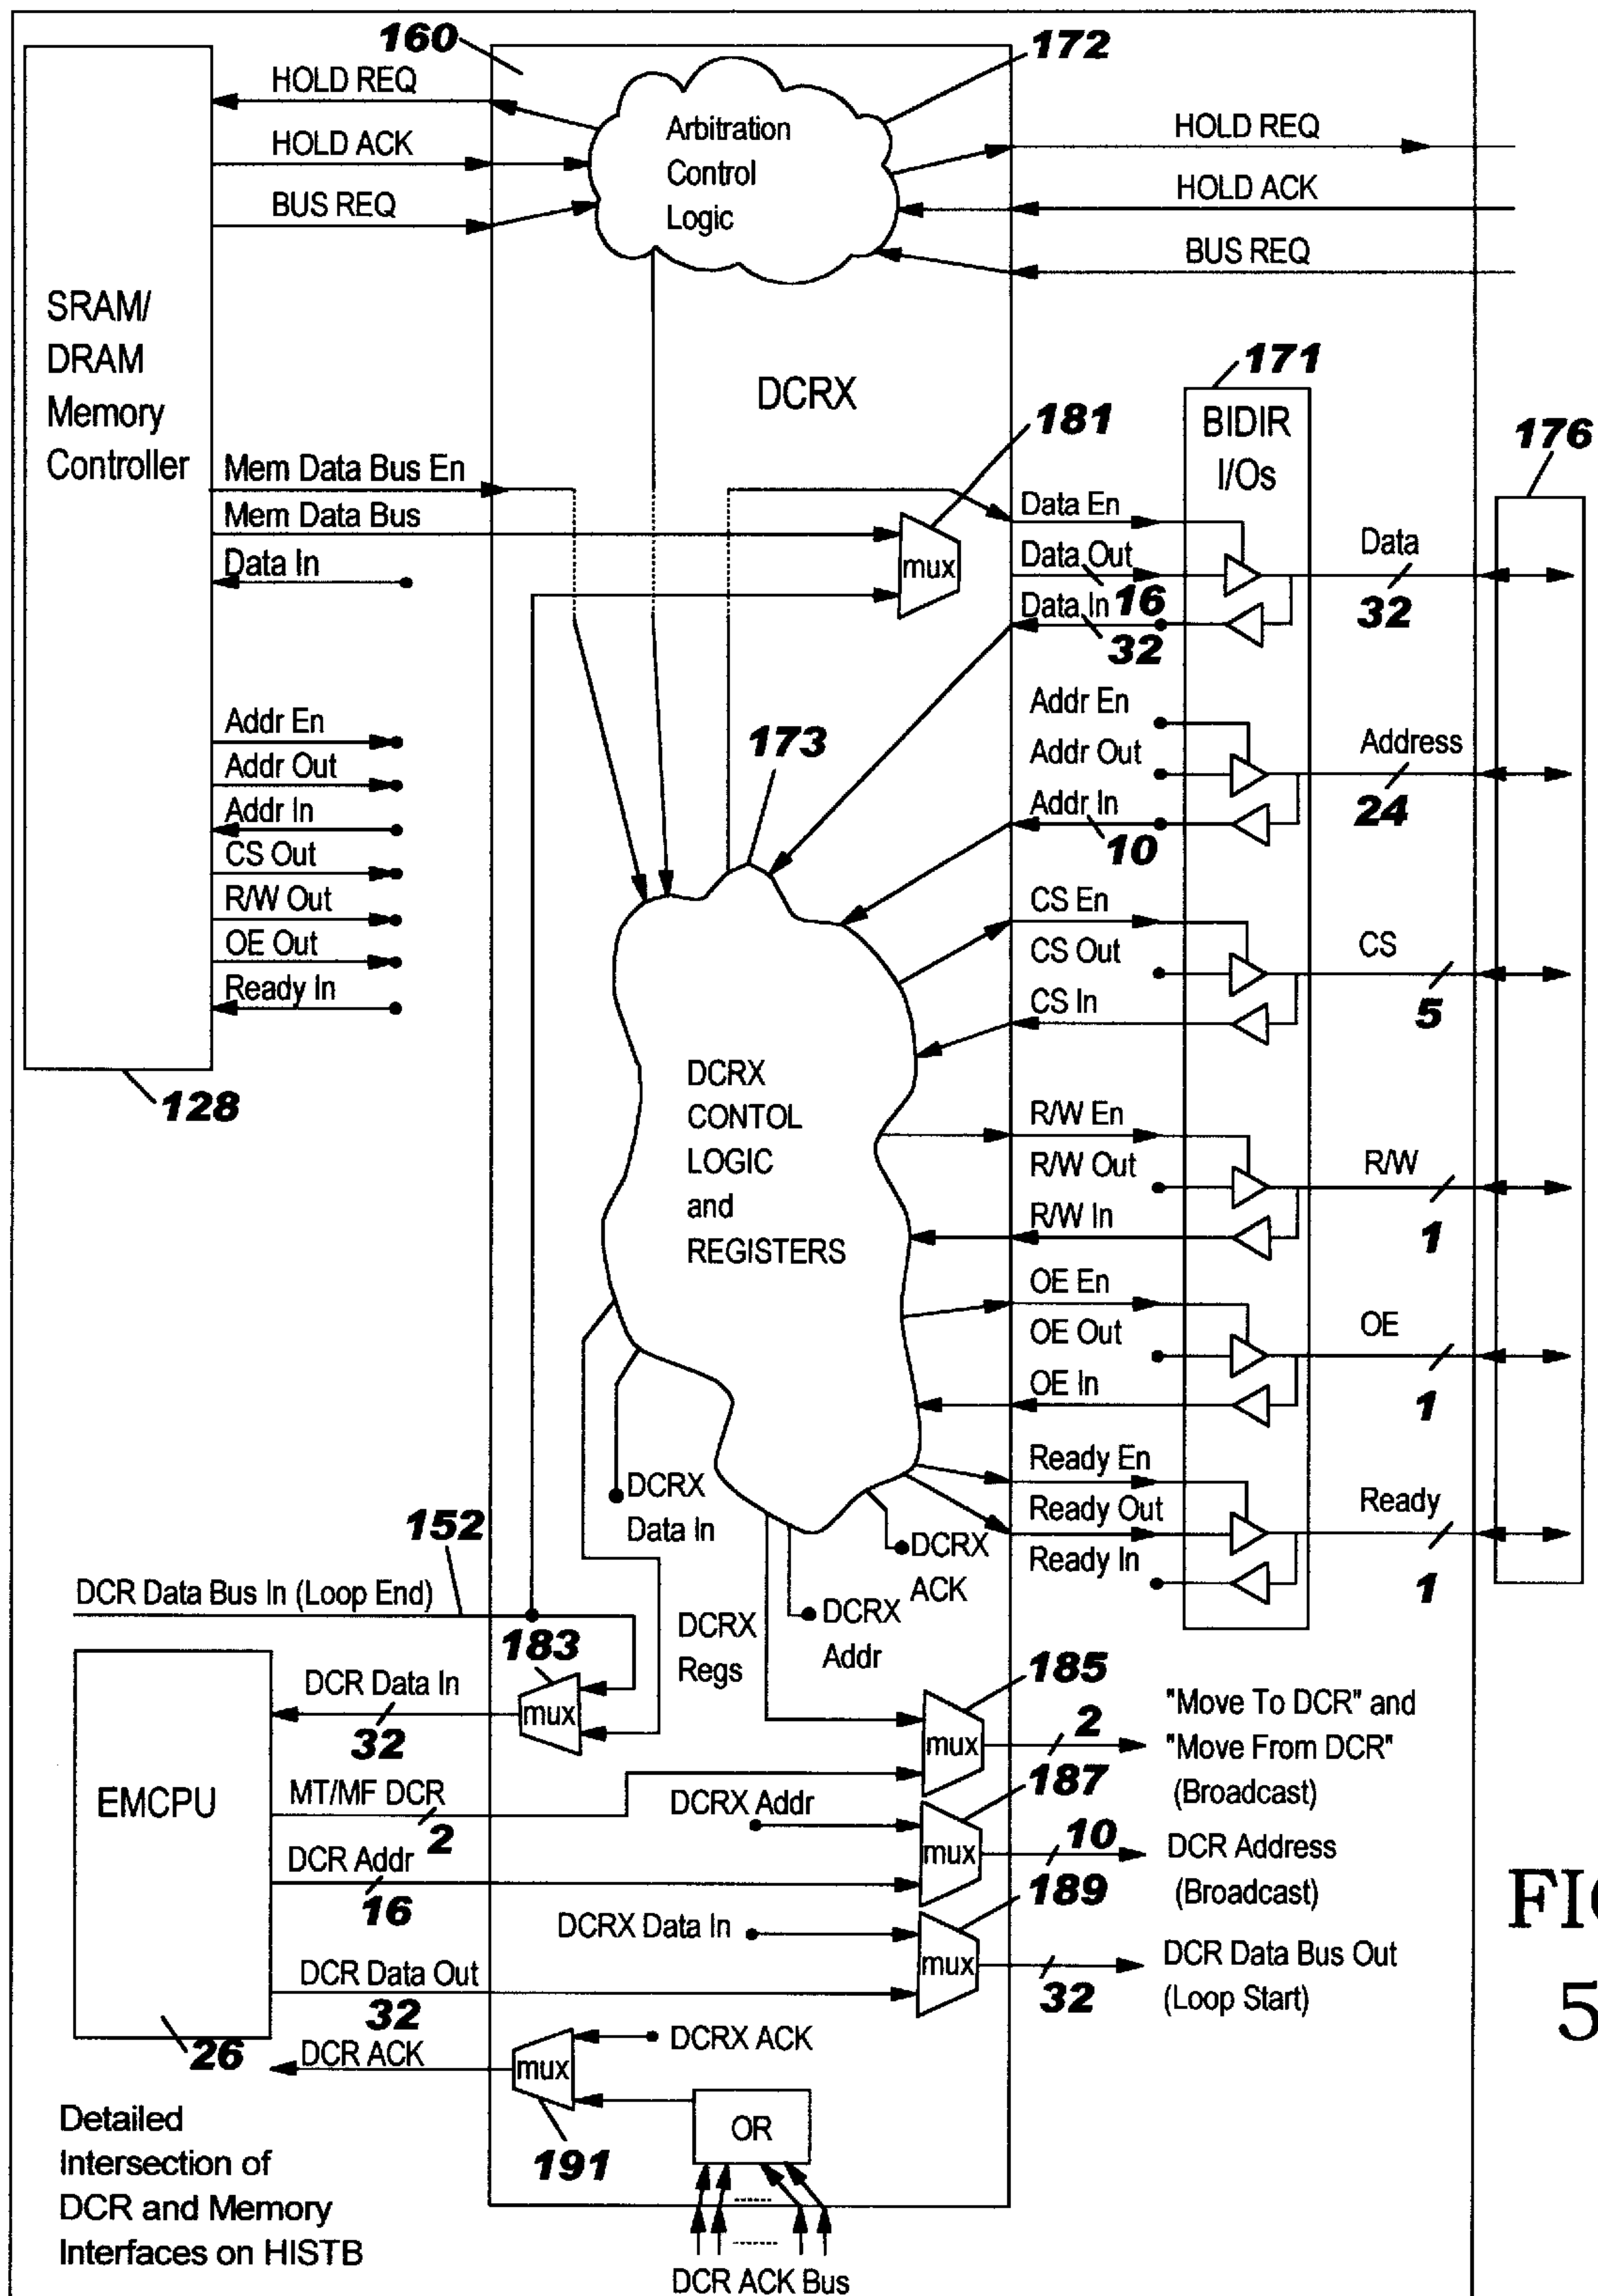 160
172
HOLD REQ
HOLD ACK
BUS REQ
Arbitration
Control
Logic
HOLD REQ
HOLD ACK
BUS REQ
SRAM/
DRAM
Memory
Controller
DCRX
171
BIDIR
I/Os
176
181
Mem Data Bus En
Mem Data Bus
Data In
mux
Data En
Data Out
16
Data In
32
Data
32
Addr En
Addr Out
Addr In
CS Out
R/W Out
OE Out
Ready In
128
173
Addr En
Addr Out
Addr In
10
Address
24
CS En
CS Out
CS In
CS
5
DCRX
CONTOL
LOGIC
and
REGISTERS
R/W En
R/W Out
R/W In
R/W
1
OE En
OE Out
OE In
OE
1
Ready En
Ready Out
Ready In
Ready
1
DCRX
Data In
DCRX
ACK
DCRX
Addr
DCRX
Regs
152
DCR Data Bus In (Loop End)
183
mux
DCR Data In
32
EMCPU
MT/MF DCR
2
DCR Addr
16
DCR Data Out
32
26
DCR ACK
185
mux
2
"Move To DCR" and
"Move From DCR"
(Broadcast)
187
DCRX Addr
mux
10
DCR Address
(Broadcast)
189
DCRX Data In
mux
32
DCR Data Bus Out
(Loop Start)
mux
DCRX ACK
191
OR
DCR ACK Bus
Detailed
Intersection of
DCR and Memory
Interfaces on HISTB
5